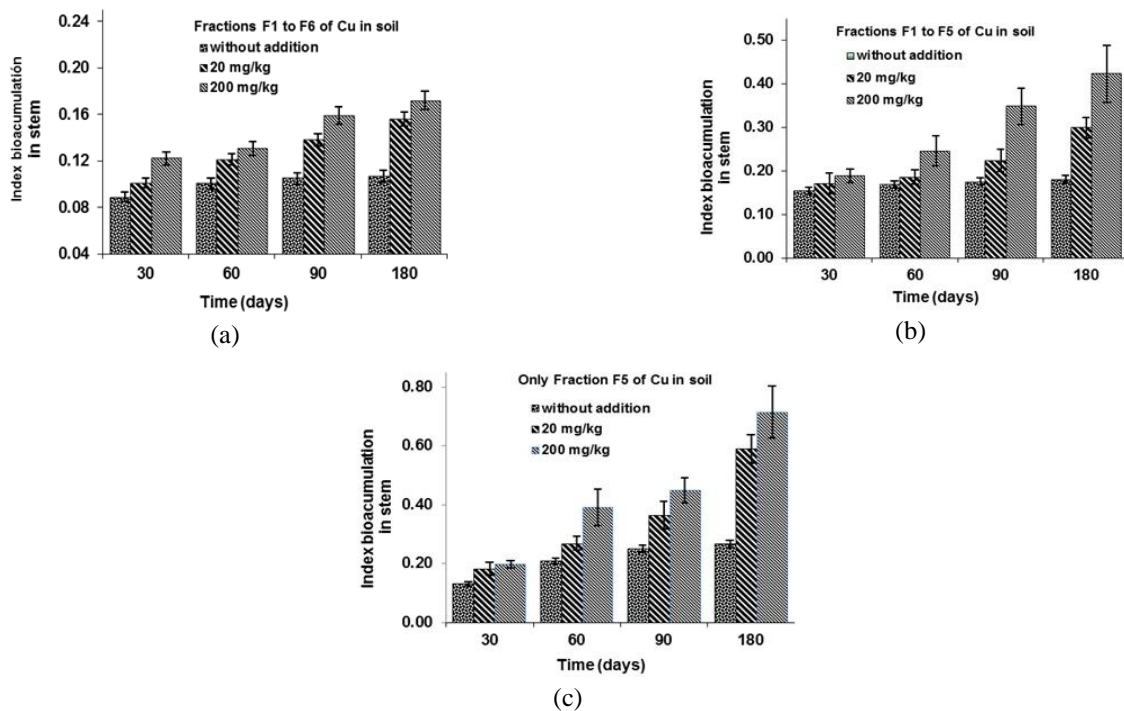 Fractions F1 to F6 of Cu in soil
without addition
20 mg/kg
200 mg/kg
Index bioacumulatión
in stem
0.24
0.20
0.16
0.12
0.08
0.04
30 60 90 180
Time (days)
(a)
Fractions F1 to F5 of Cu in soil
without addition
20 mg/kg
200 mg/kg
Index bioacumulation
in stem
0.50
0.40
0.30
0.20
0.10
0.00
30 60 90 180
Time (days)
(b)
Only Fraction F5 of Cu in soil
without addition
20 mg/kg
200 mg/kg
Index bioacumulation
in stem
0.80
0.60
0.40
0.20
0.00
30 60 90 180
Time (days)
(c)